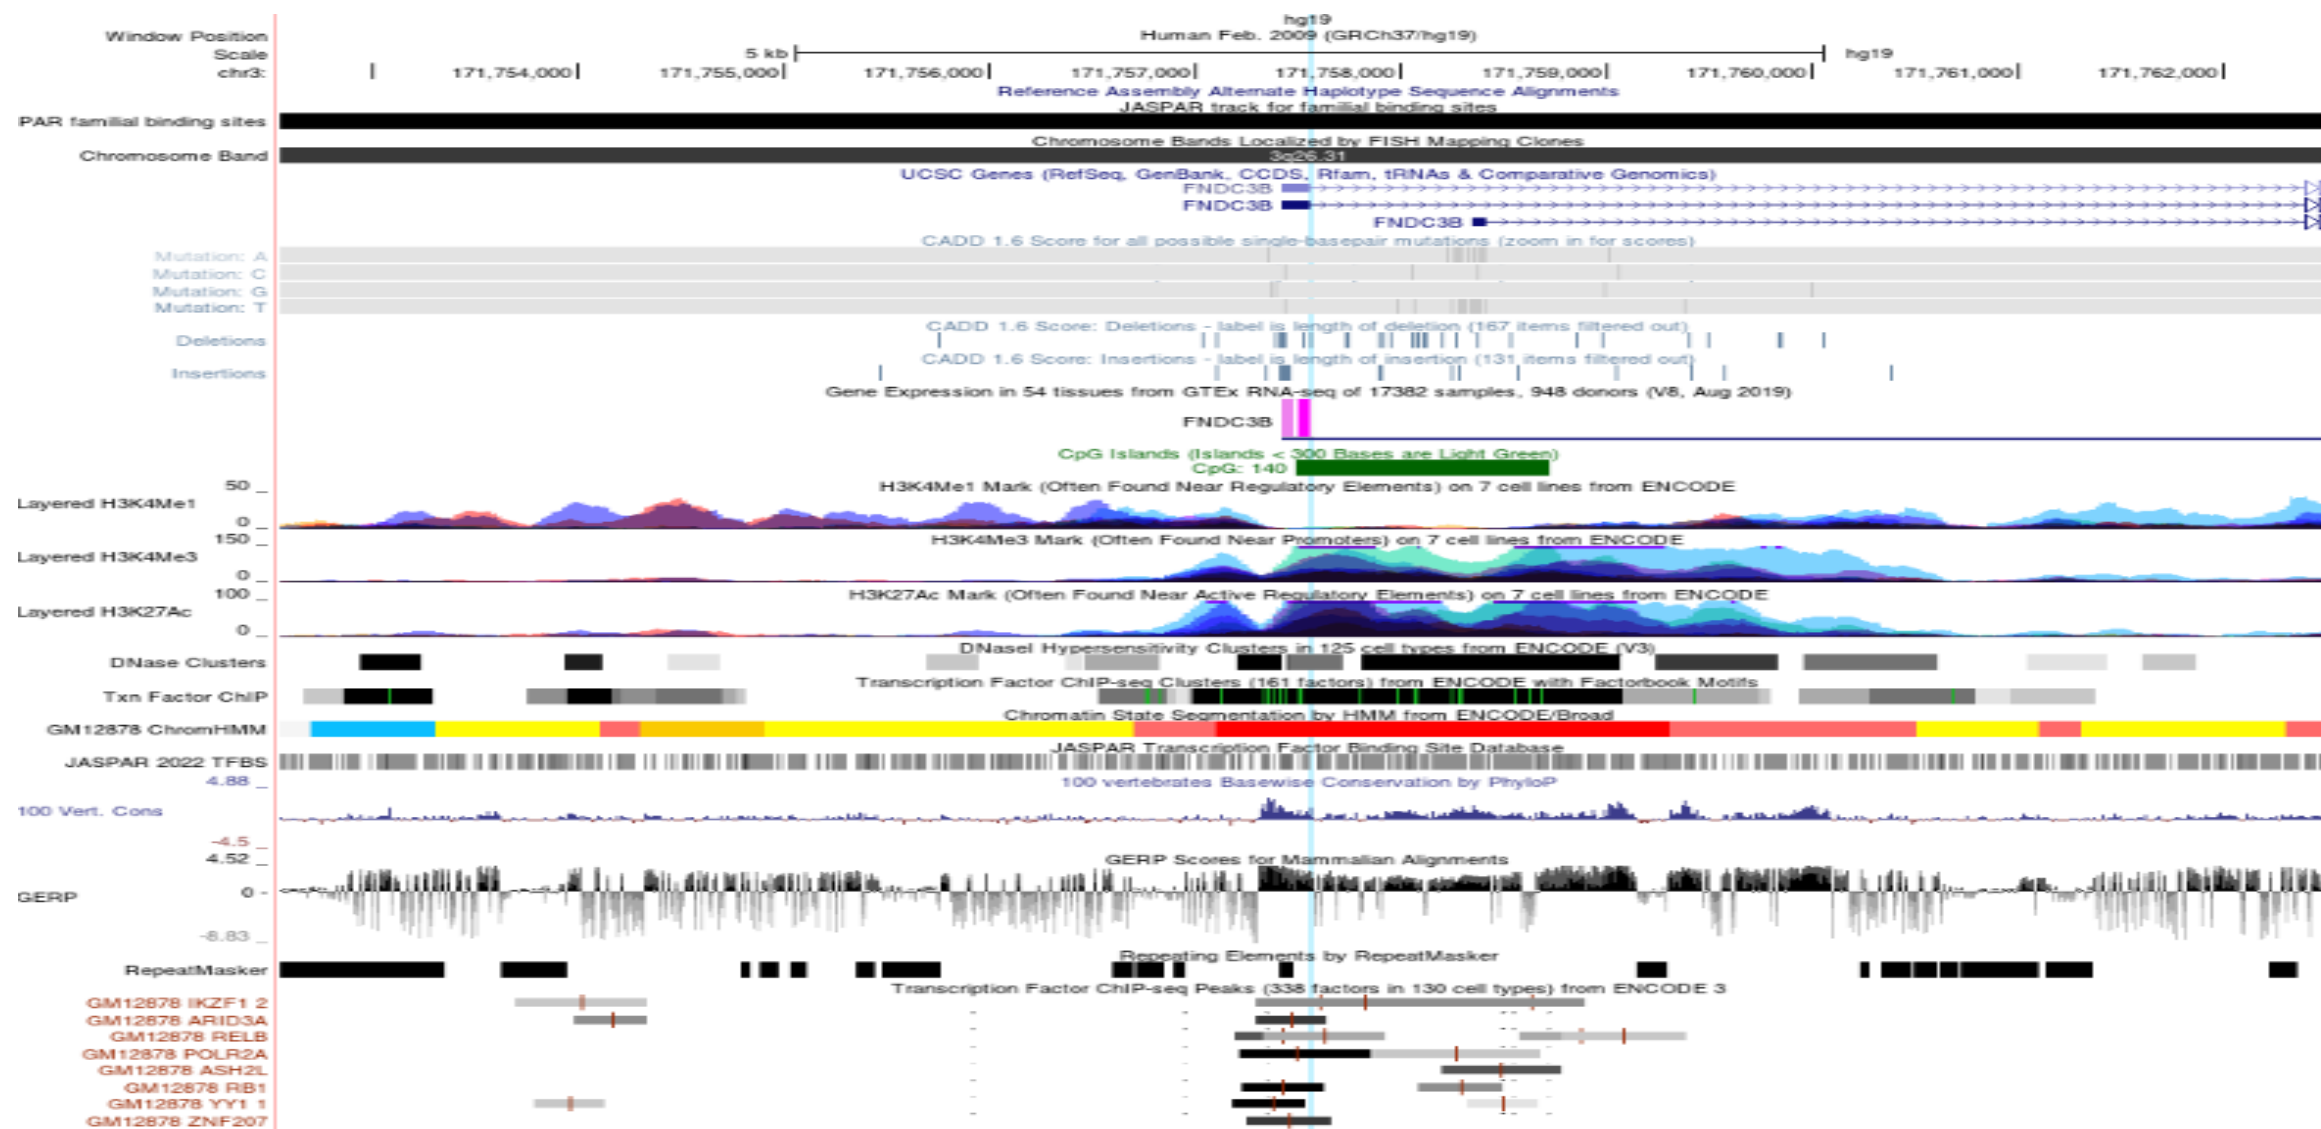 hg19
Window Position Human Feb. 2009 (GRCh37/hg19)
Scale 5 kb hg19
chr3: 171,754,000 171,755,000 171,756,000 171,757,000 171,758,000 171,759,000 171,760,000 171,761,000 171,762,000
Reference Assembly Alternate Haplotype Sequence Alignments
JASPAR track for familial binding sites
PAR familial binding sites
Chromosome Bands Localized by FISH Mapping Clones
Chromosome Band 3q26.31
UCSC Genes (RefSeq, GenBank, CCDS, Rfam, tRNAs & Comparative Genomics)
FNDC3B
FNDC3B
FNDC3B
CADD 1.6 Score for all possible single-basepair mutations (zoom in for scores)
Mutation: A
Mutation: C
Mutation: G
Mutation: T
CADD 1.6 Score: Deletions - label is length of deletion (167 items filtered out)
Deletions
CADD 1.6 Score: Insertions - label is length of insertion (131 items filtered out)
Insertions
Gene Expression in 54 tissues from GTEx RNA-seq of 17382 samples, 948 donors (V8, Aug 2019)
FNDC3B
CpG Islands (Islands < 300 Bases are Light Green)
CpG: 140
50 _ H3K4Me1 Mark (Often Found Near Regulatory Elements) on 7 cell lines from ENCODE
Layered H3K4Me1
0 _
150 _ H3K4Me3 Mark (Often Found Near Promoters) on 7 cell lines from ENCODE
Layered H3K4Me3
0 _
100 _ H3K27Ac Mark (Often Found Near Active Regulatory Elements) on 7 cell lines from ENCODE
Layered H3K27Ac
0 _
DNaseI Hypersensitivity Clusters in 125 cell types from ENCODE (V3)
DNase Clusters
Transcription Factor ChIP-seq Clusters (161 factors) from ENCODE with Factorbook Motifs
Txn Factor ChIP
Chromatin State Segmentation by HMM from ENCODE/Broad
GM12878 ChromHMM
JASPAR Transcription Factor Binding Site Database
JASPAR 2022 TFBS
4.88 _ 100 vertebrates Basewise Conservation by PhyloP
100 Vert. Cons
-4.5 _
4.52 _ GERP Scores for Mammalian Alignments
0 -
GERP
-8.83 _
Repeating Elements by RepeatMasker
RepeatMasker
Transcription Factor ChIP-seq Peaks (338 factors in 130 cell types) from ENCODE 3
GM12878 IKZF1 2
GM12878 ARID3A
GM12878 RELB
GM12878 POLR2A
GM12878 ASH2L
GM12878 RB1
GM12878 YY1 1
GM12878 ZNF207